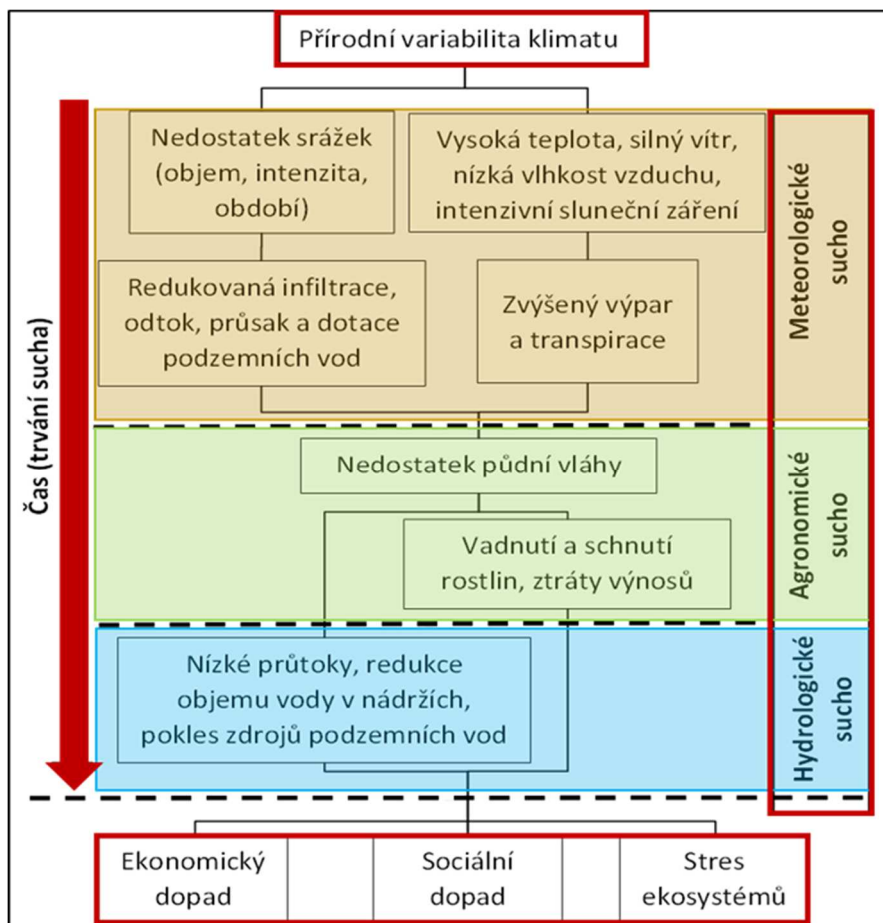 Přírodní variabilita klimatu
Nedostatek srážek
(objem, intenzita,
období)
Vysoká teplota, silný vítr,
nízká vlhkost vzduchu,
intenzivní sluneční záření
Redukovaná infiltrace,
odtok, průsak a dotace
podzemních vod
Zvýšený výpar
a transpirace
Meteorologické
sucho
Čas (trvání sucha)
Nedostatek půdní vláhy
Vadnutí a schnutí
rostlin, ztráty výnosů
Agronomické
sucho
Nízké průtoky, redukce
objemu vody v nádržích,
pokles zdrojů podzemních vod
Hydrologické
sucho
Ekonomický
dopad
Sociální
dopad
Stres
ekosystémů